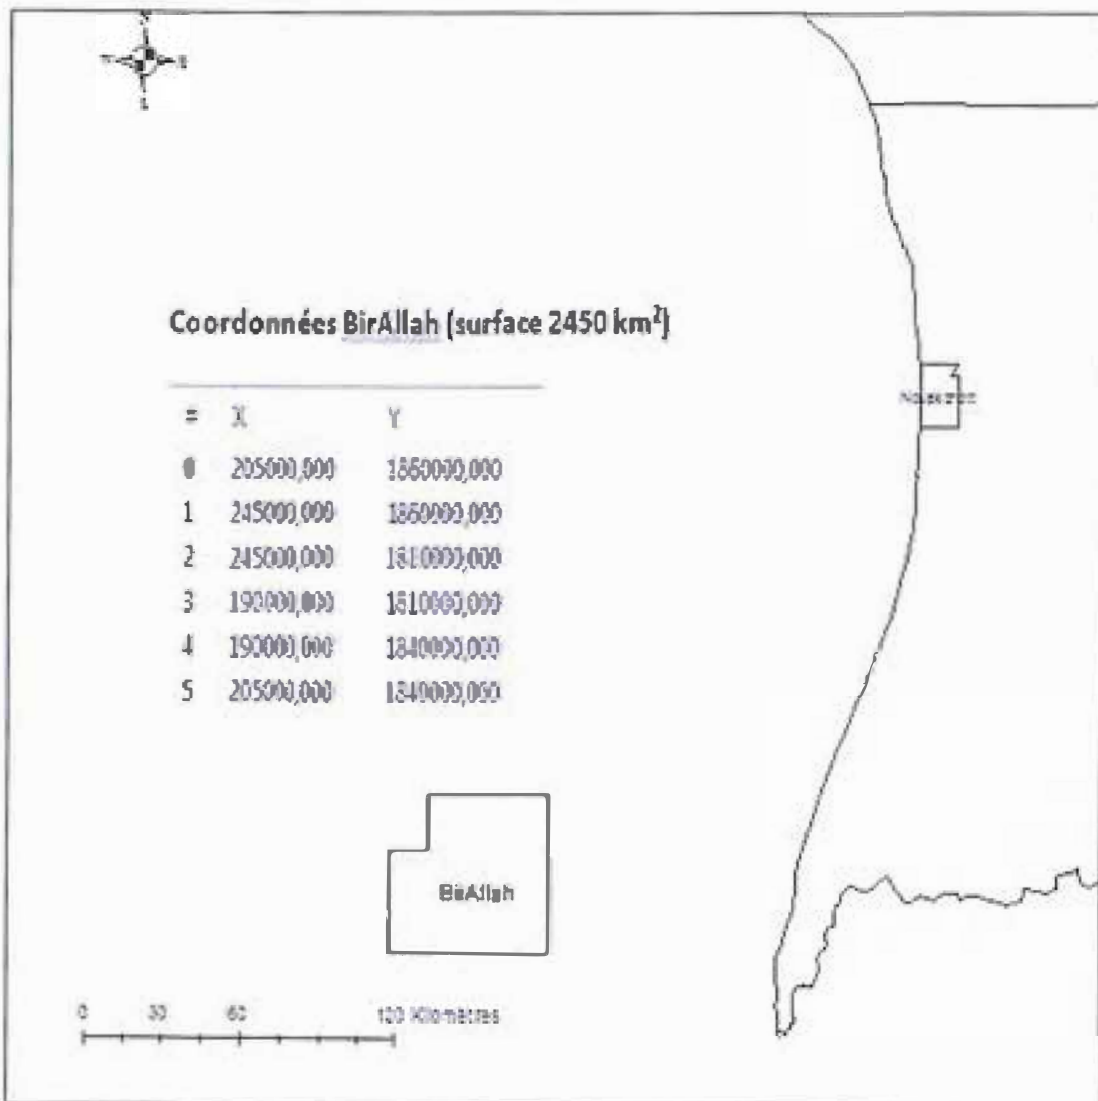 N
E
Coordonnées BirAllah (surface 2450 km²)
X Y
0 205000,000 1860000,000
1 245000,000 1860000,000
2 245000,000 1810000,000
3 190000,000 1810000,000
4 190000,000 1840000,000
5 205000,000 1840000,000
BirAllah
0 30 60 120 Kilomètres